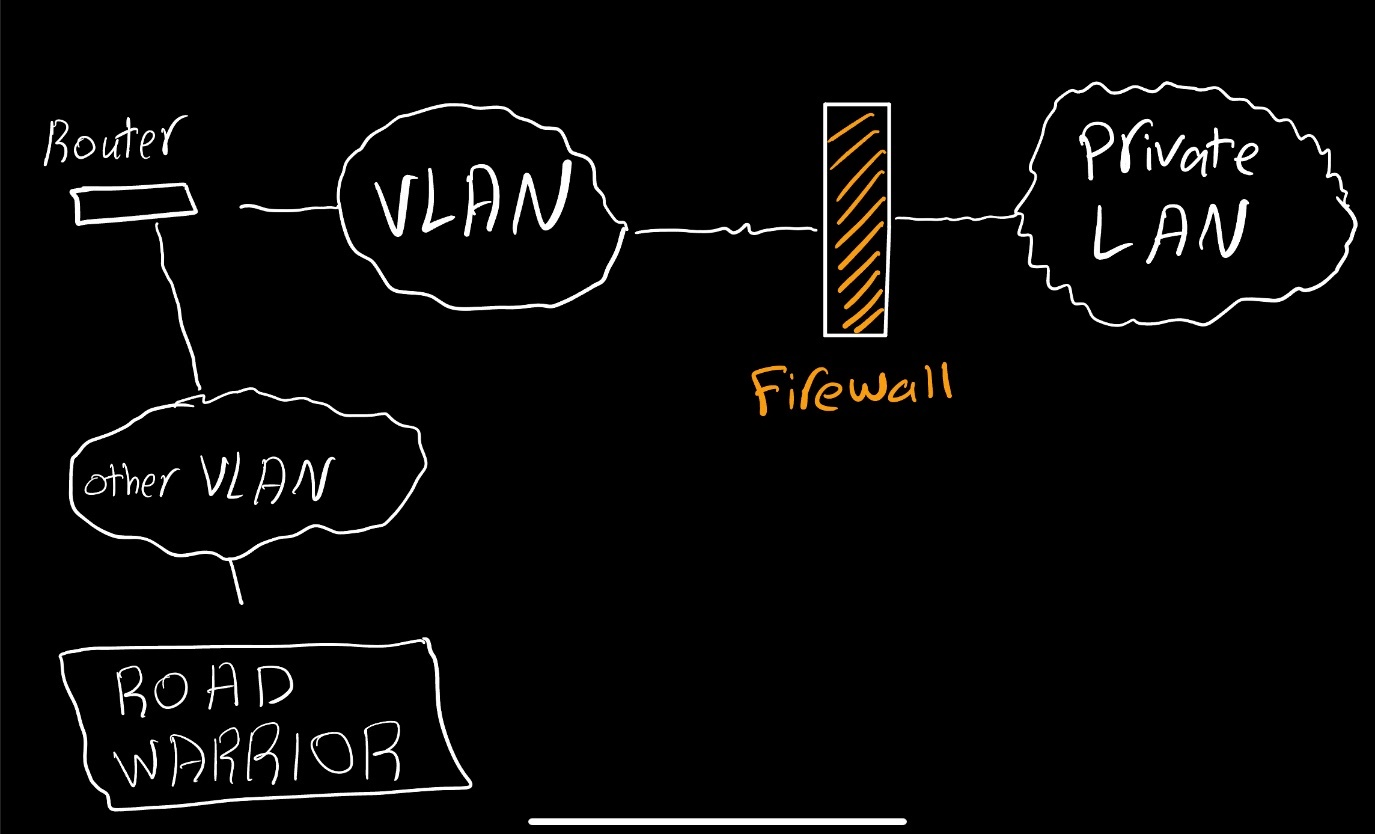 Router
VLAN
Private
LAN
Firewall
other VLAN
ROAD
WARRIOR